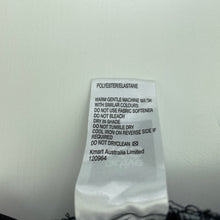 POLYESTER/ELASTANE
WARM GENTLE MACHINE WASH
WITH SIMILAR COLOURS
DO NOT USE FABRIC SOFTENER
DO NOT BLEACH
DRY IN SHADE
DO NOT TUMBLE DRY
COOL IRON ON REVERSE SIDE IF
REQUIRED
DO NOT DRYCLEAN
Kmart Australia Limited
120994